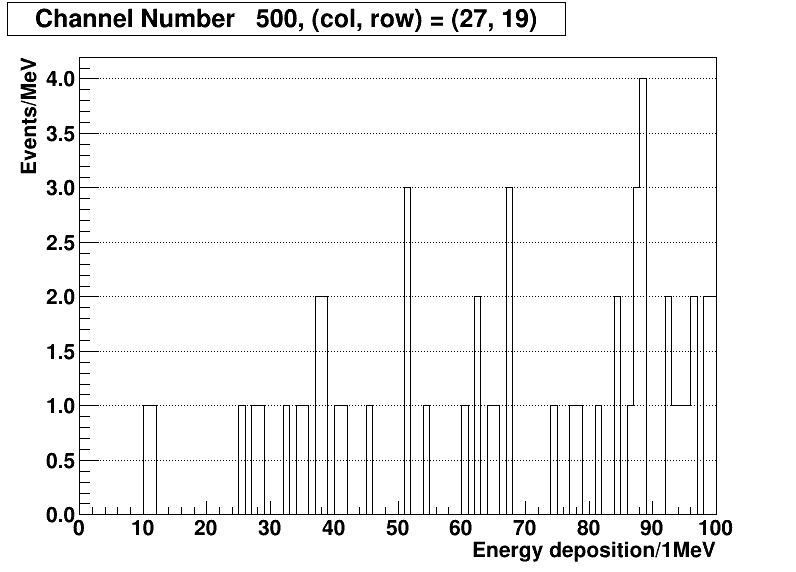 Channel Number 500, (col, row) = (27, 19)
Events/MeV
4.0
3.5
3.0
2.5
2.0
1.5
1.0
0.5
0.0
0 10 20 30 40 50 60 70 80 90 100
Energy deposition/1MeV